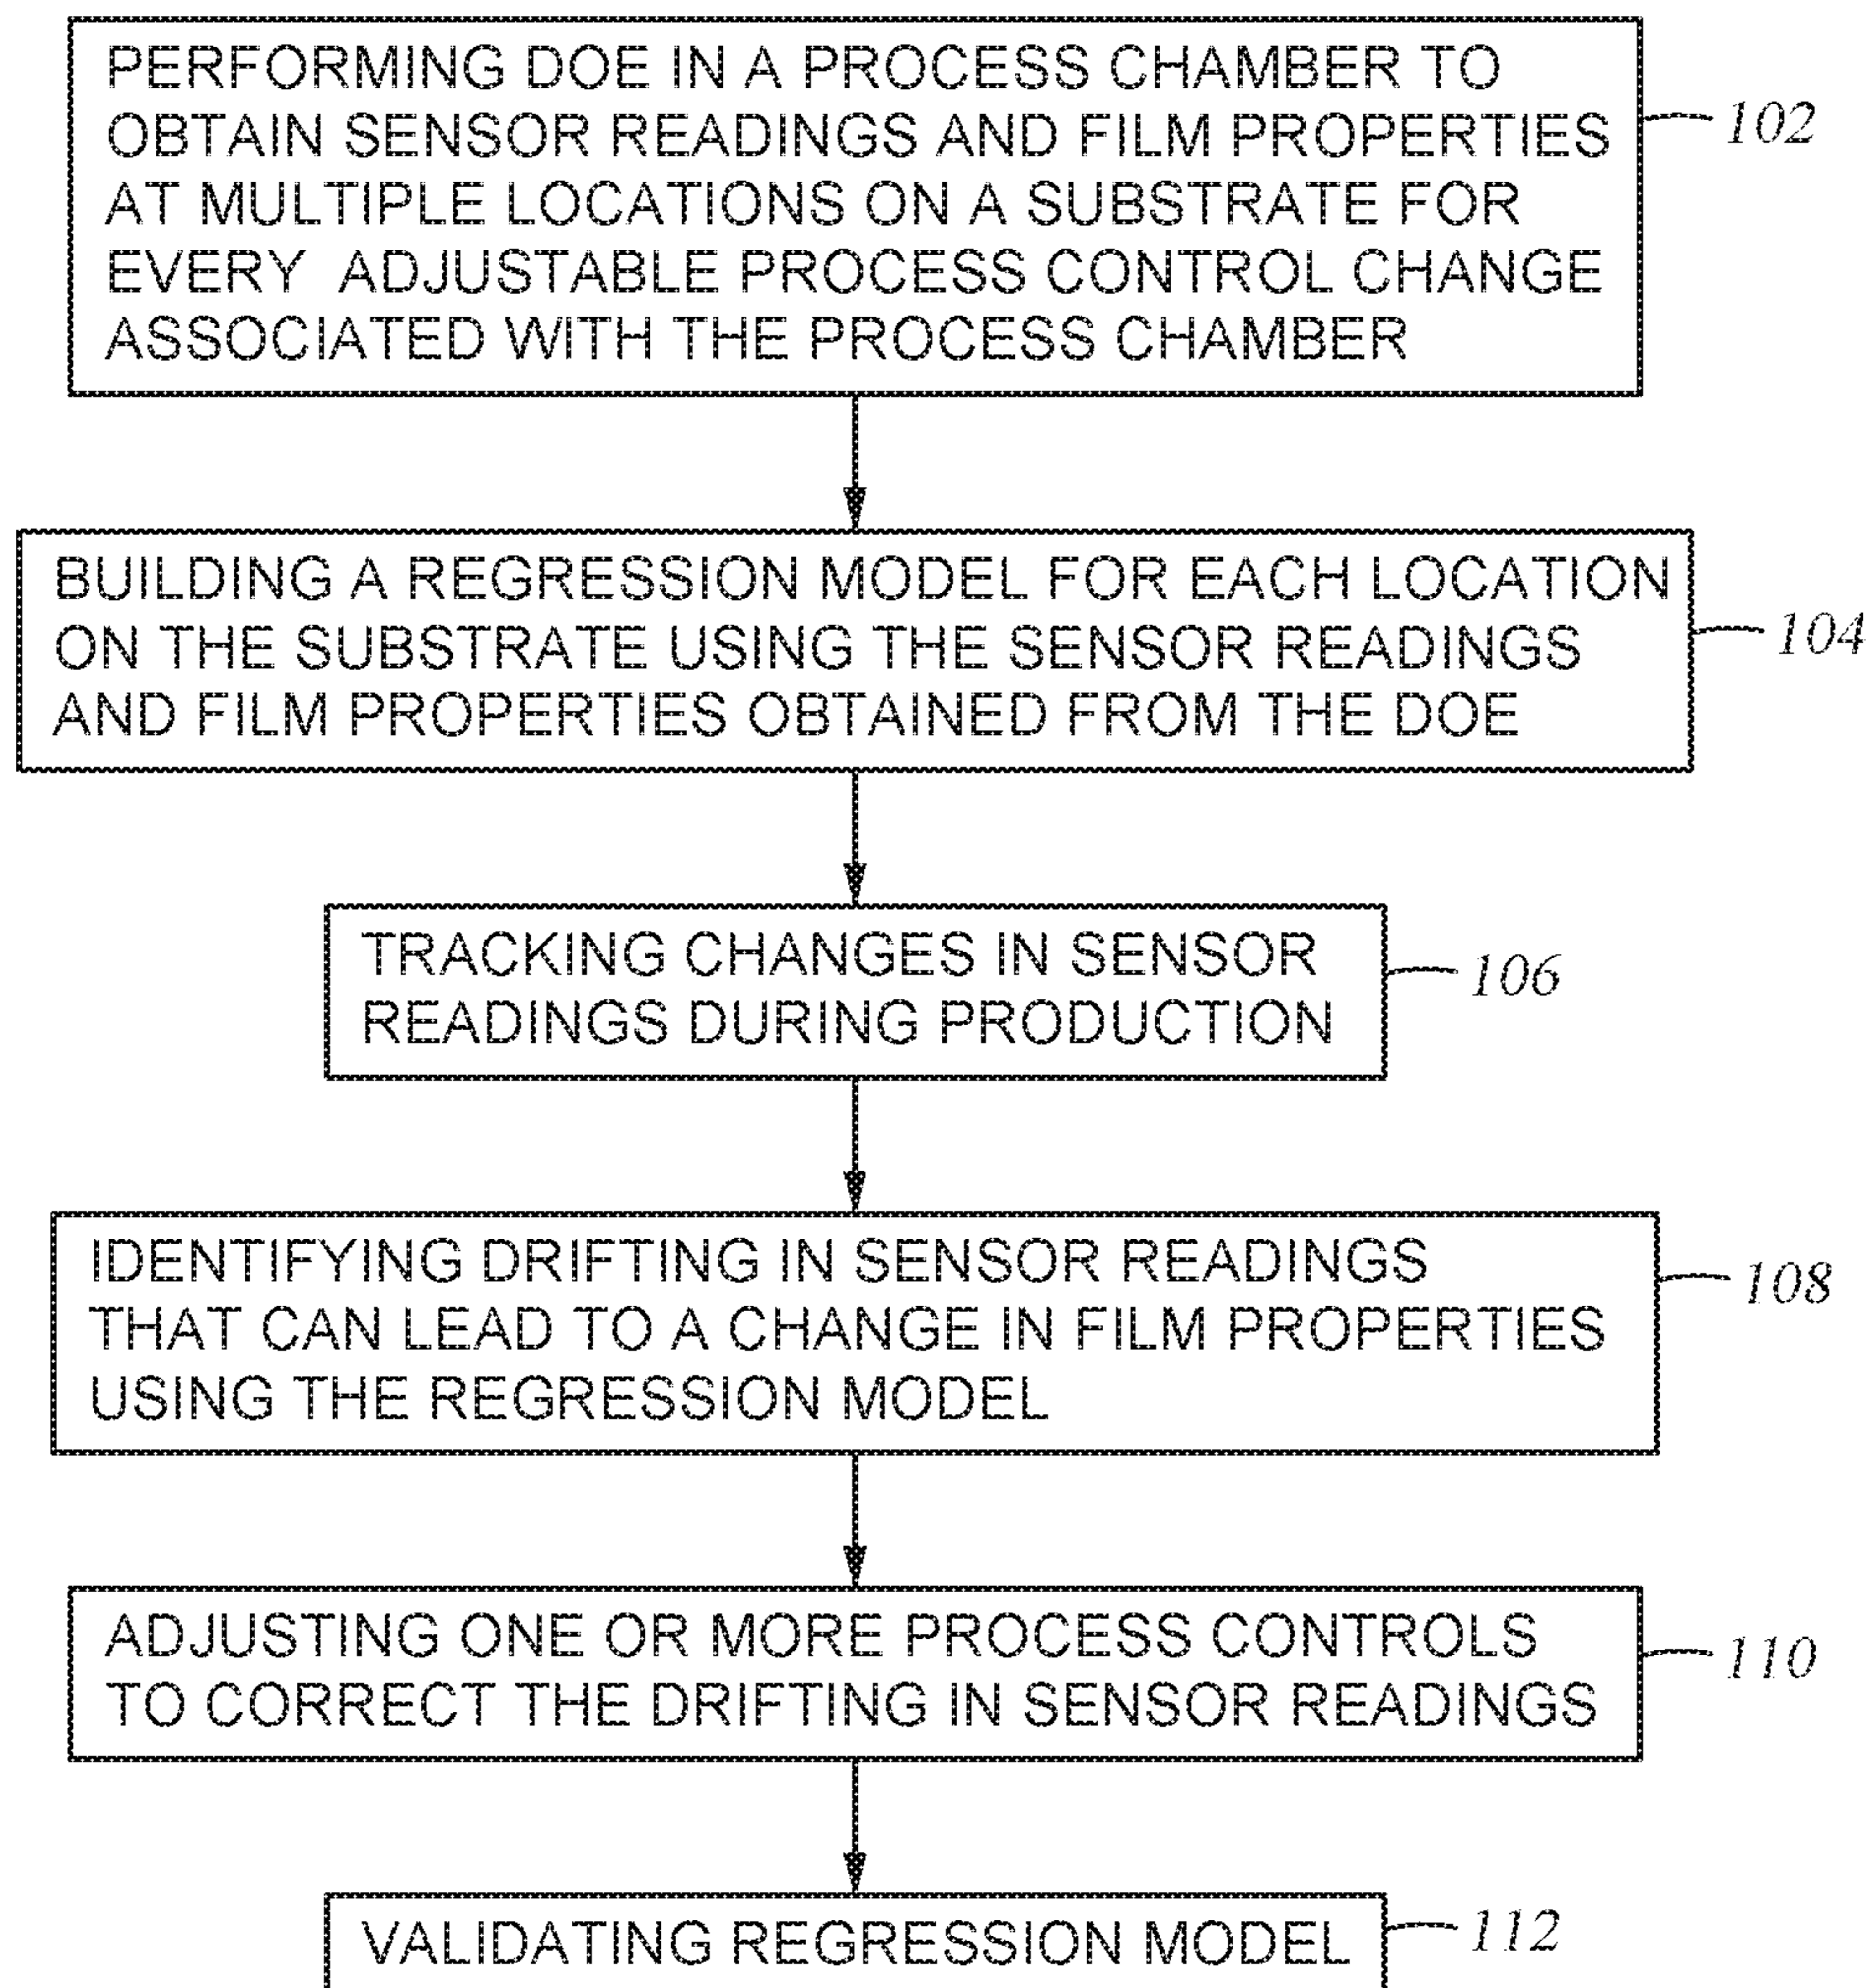 PERFORMING DOE IN A PROCESS CHAMBER TO
OBTAIN SENSOR READINGS AND FILM PROPERTIES
AT MULTIPLE LOCATIONS ON A SUBSTRATE FOR
EVERY ADJUSTABLE PROCESS CONTROL CHANGE
ASSOCIATED WITH THE PROCESS CHAMBER
102
BUILDING A REGRESSION MODEL FOR EACH LOCATION
ON THE SUBSTRATE USING THE SENSOR READINGS
AND FILM PROPERTIES OBTAINED FROM THE DOE
104
TRACKING CHANGES IN SENSOR
READINGS DURING PRODUCTION
106
IDENTIFYING DRIFTING IN SENSOR READINGS
THAT CAN LEAD TO A CHANGE IN FILM PROPERTIES
USING THE REGRESSION MODEL
108
ADJUSTING ONE OR MORE PROCESS CONTROLS
TO CORRECT THE DRIFTING IN SENSOR READINGS
110
VALIDATING REGRESSION MODEL
112